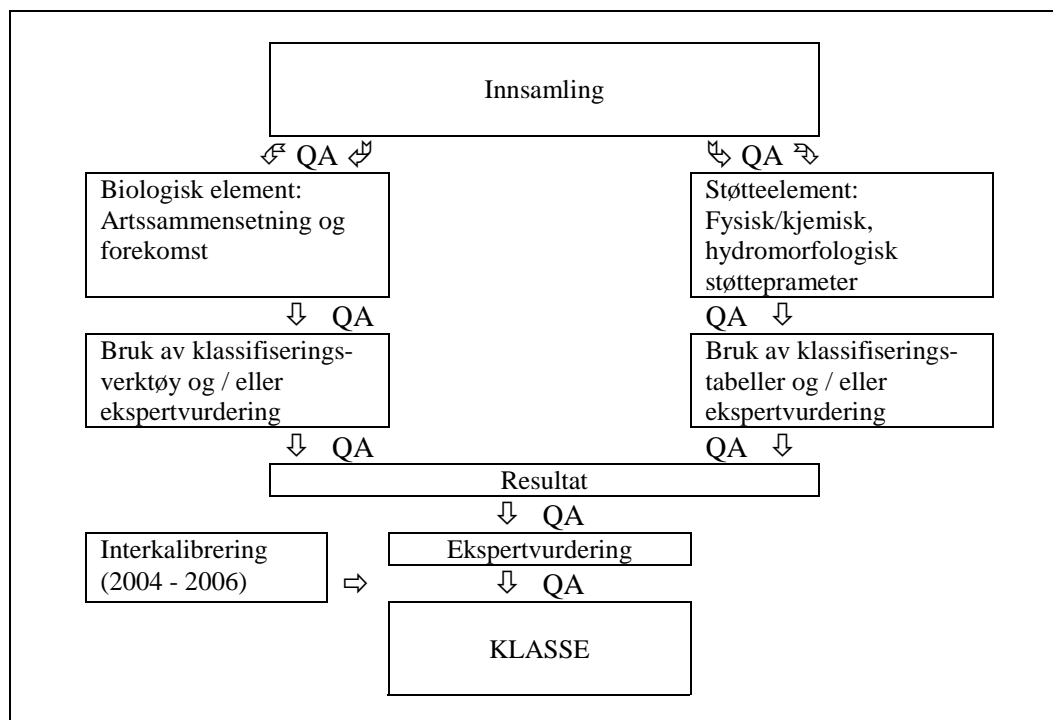 Innsamling
QA QA
Biologisk element:
Artssammensetning og
forekomst
Støtteelement:
Fysisk/kjemisk,
hydromorfologisk
støtteprameter
QA QA
Bruk av klassifiserings-
verktøy og / eller
ekspertvurdering
Bruk av klassifiserings-
tabeller og / eller
ekspertvurdering
QA QA
Resultat
QA
Interkalibrering
(2004 - 2006)
Ekspertvurdering
QA
KLASSE